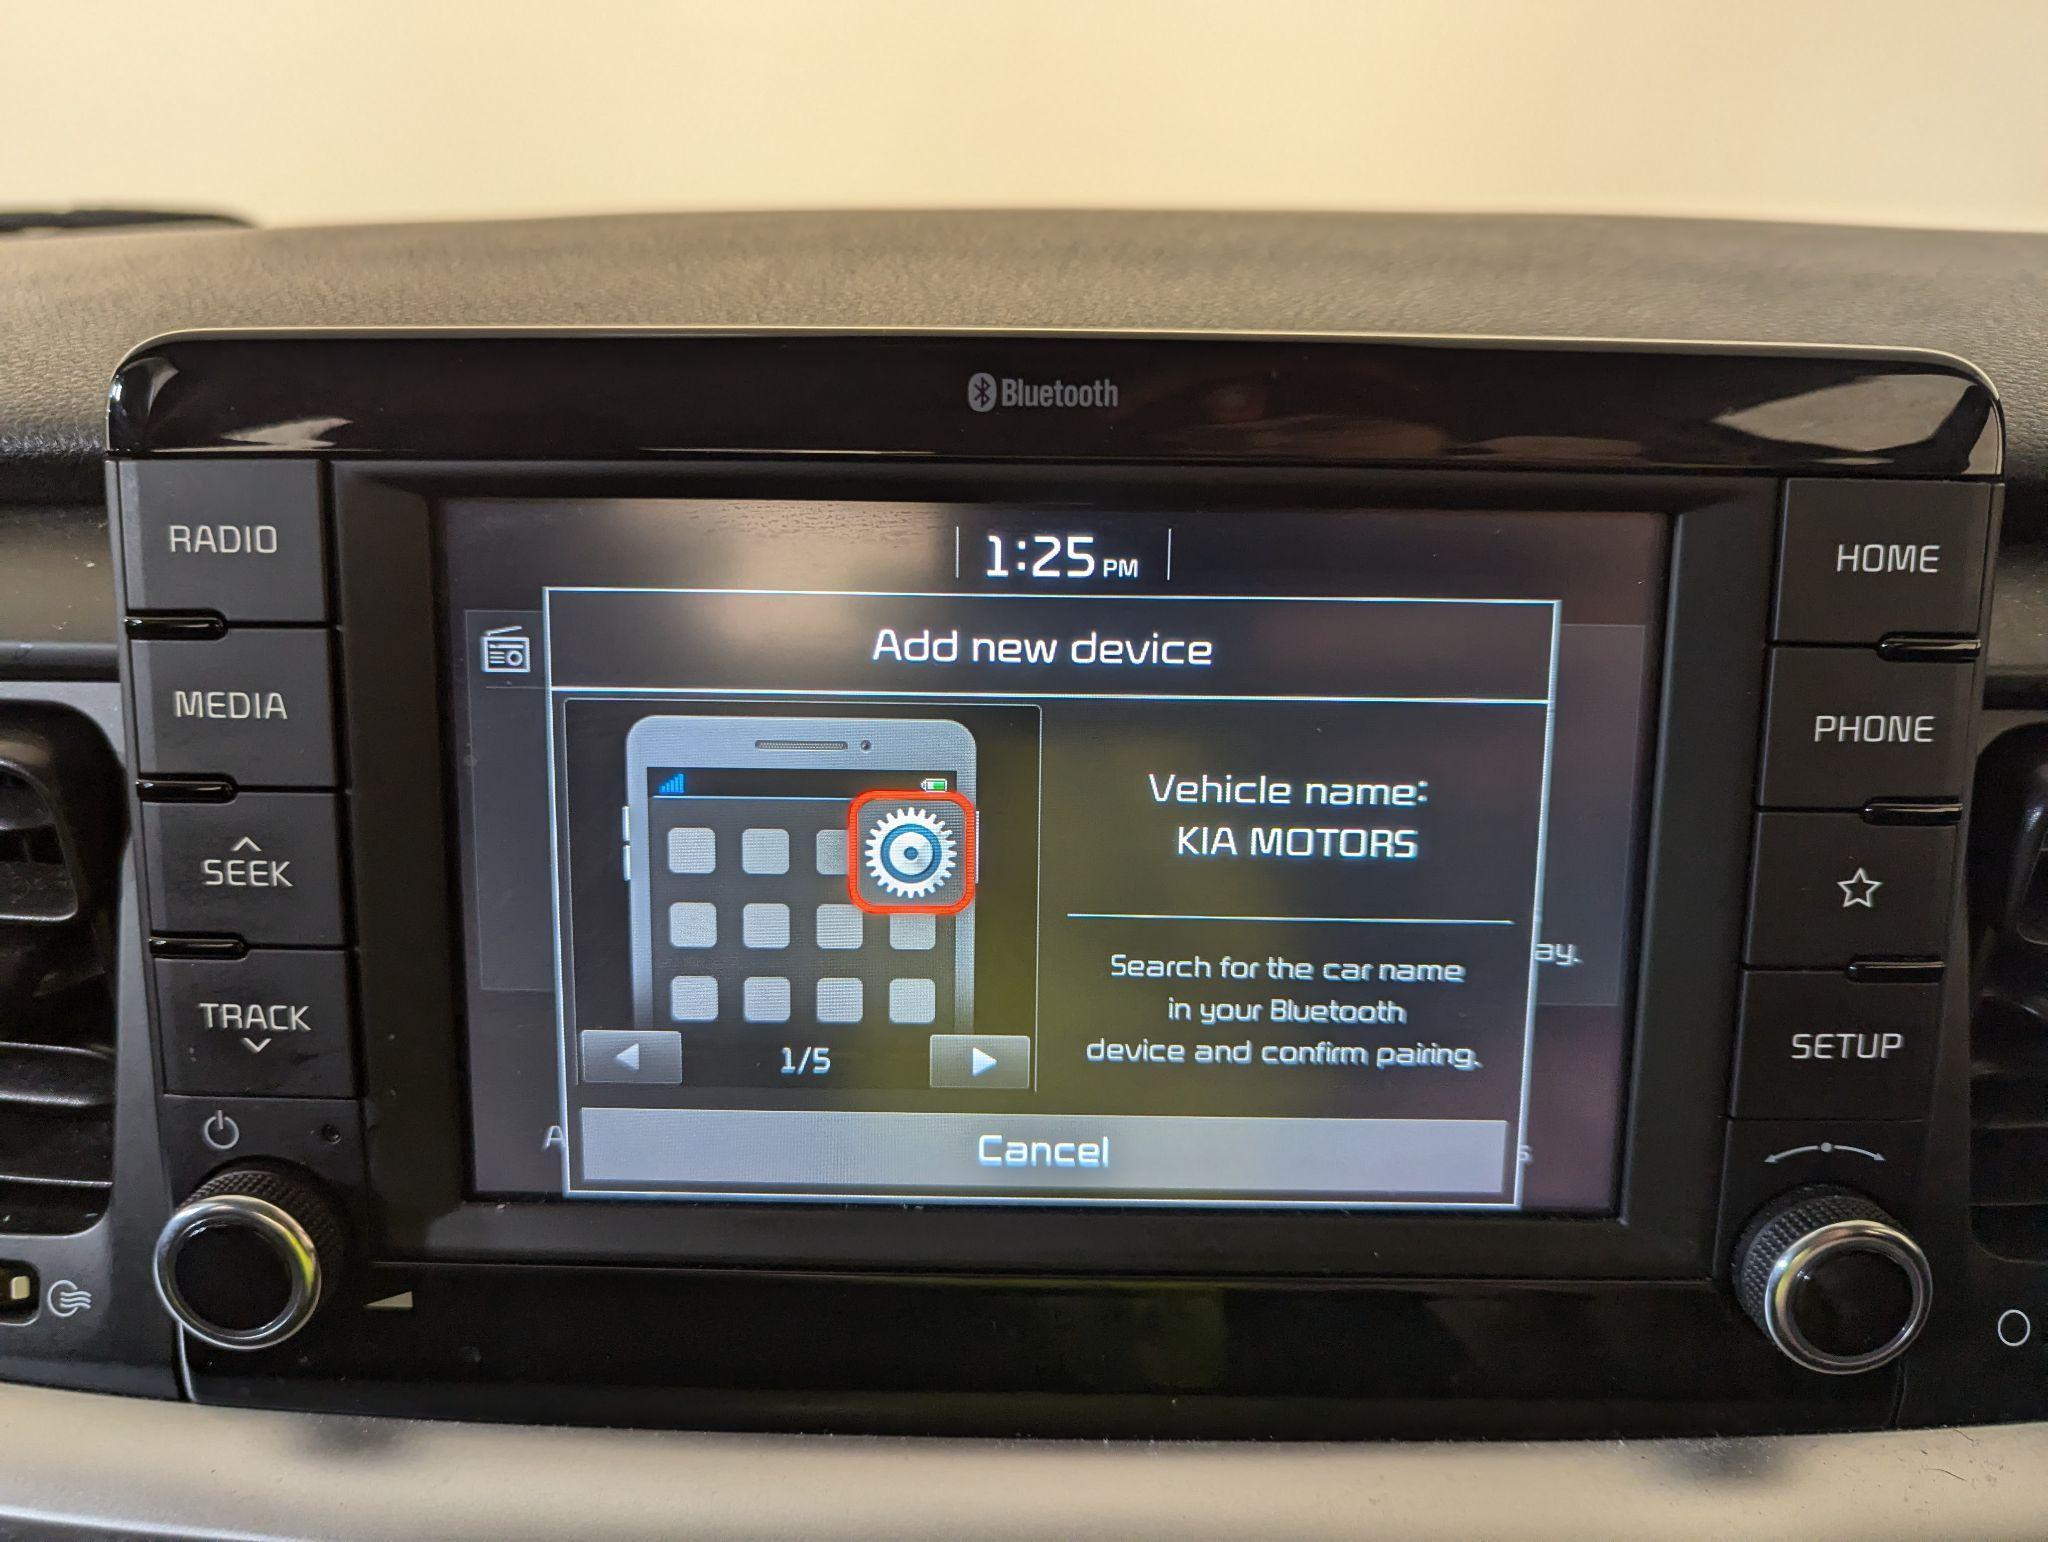 Bluetooth
RADIO
MEDIA
SEEK
TRACK
1:25 PM
Add new device
Vehicle name:
KIA MOTORS
Search for the car name
in your Bluetooth
device and confirm pairing.
1/5
Cancel
ay.
A
s
HOME
PHONE
SETUP